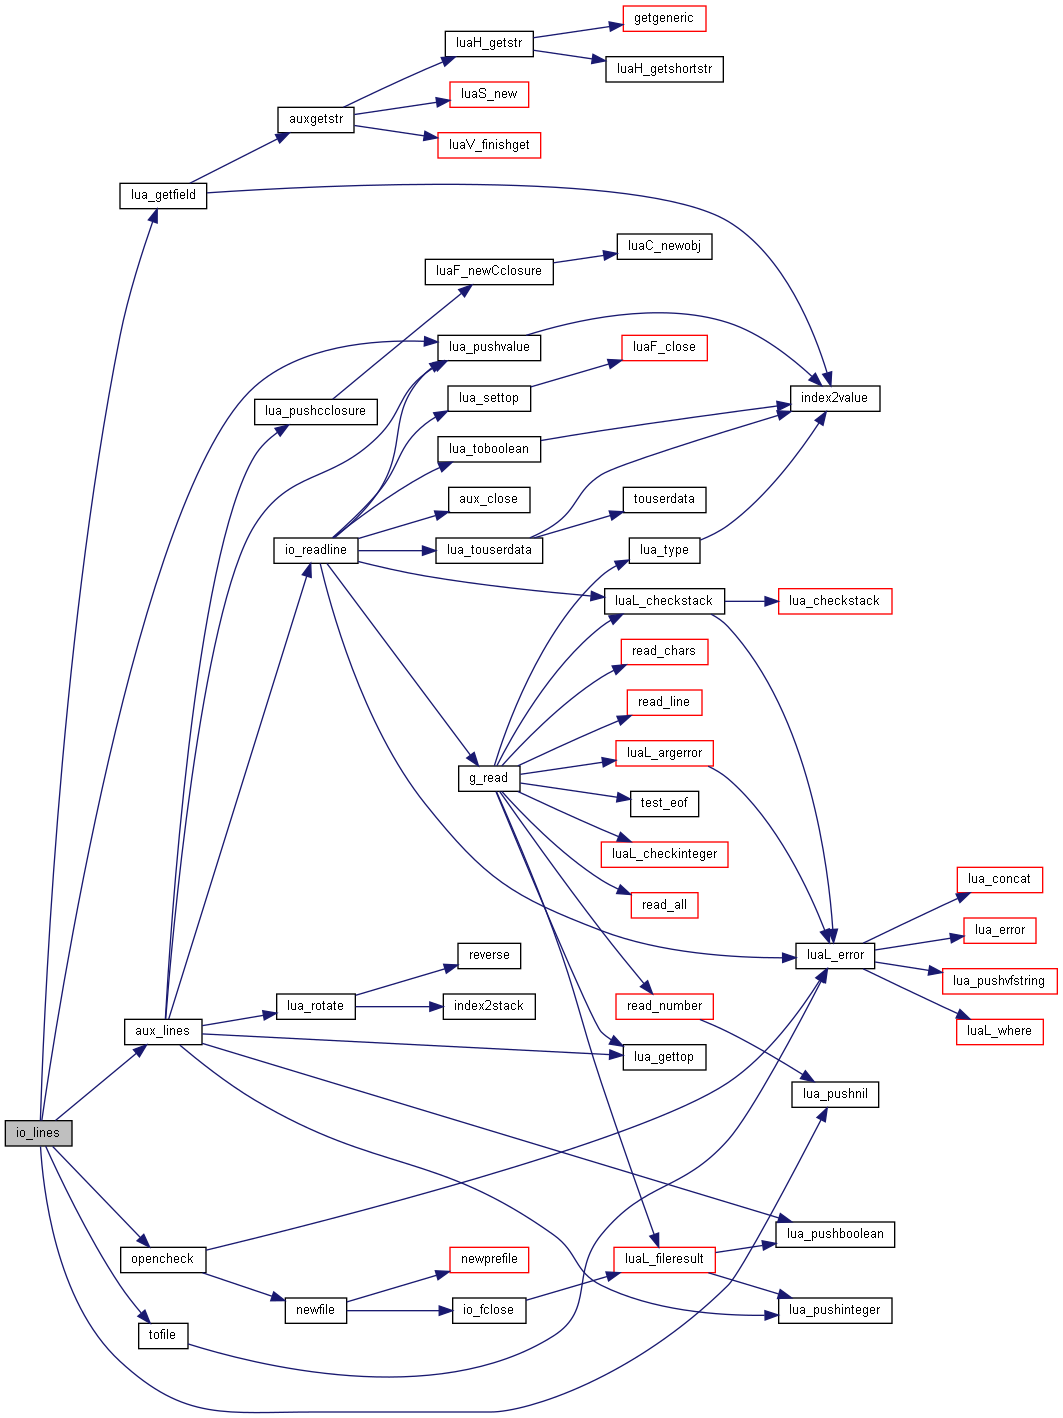 getgeneric
luaH_getstr
luaH_getshortstr
luaS_new
auxgetstr
luaV_finishget
lua_getfield
luaC_newobj
luaF_newCclosure
lua_pushvalue
luaF_close
lua_settop
index2value
lua_pushcclosure
lua_toboolean
aux_close
touserdata
io_readline
lua_touserdata
lua_type
luaL_checkstack
lua_checkstack
read_chars
read_line
luaL_argerror
g_read
test_eof
luaL_checkinteger
lua_concat
read_all
lua_error
reverse
luaL_error
lua_pushvfstring
lua_rotate
index2stack
read_number
aux_lines
luaL_where
lua_gettop
lua_pushnil
io_lines
lua_pushboolean
opencheck
newprefile
luaL_fileresult
newfile
io_fclose
lua_pushinteger
tofile